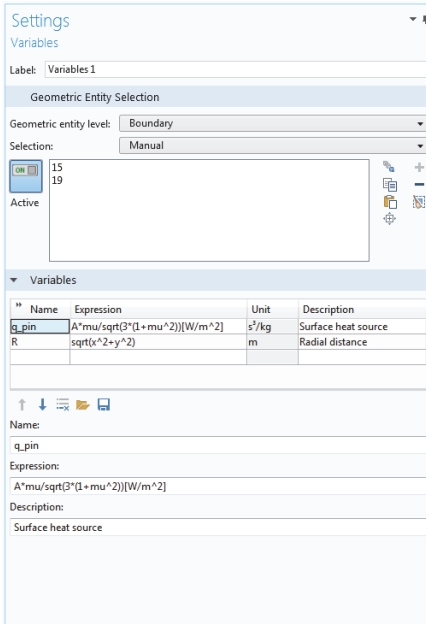 Settings
Variables
Label: Variables 1
Geometric Entity Selection
Geometric entity level: Boundary
Selection: Manual
ON
15
19
Active
Variables
" Name Expression Unit Description
q_pin A*mu/sqrt(3*(1+mu^2))[W/m^2] s³/kg Surface heat source
R sqrt(x^2+y^2) m Radial distance
Name:
q_pin
Expression:
A*mu/sqrt(3*(1+mu^2))[W/m^2]
Description:
Surface heat source